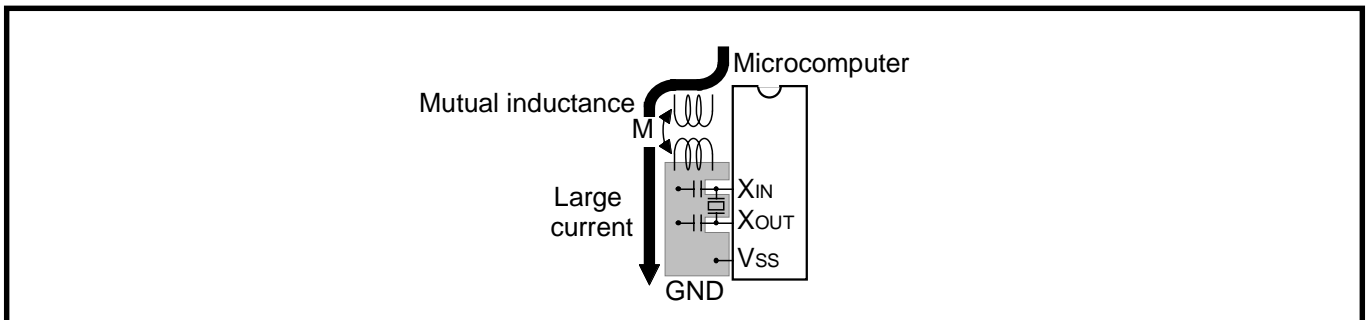 Microcomputer
Mutual inductance
M
Large
current
XIN
XOUT
VSS
GND